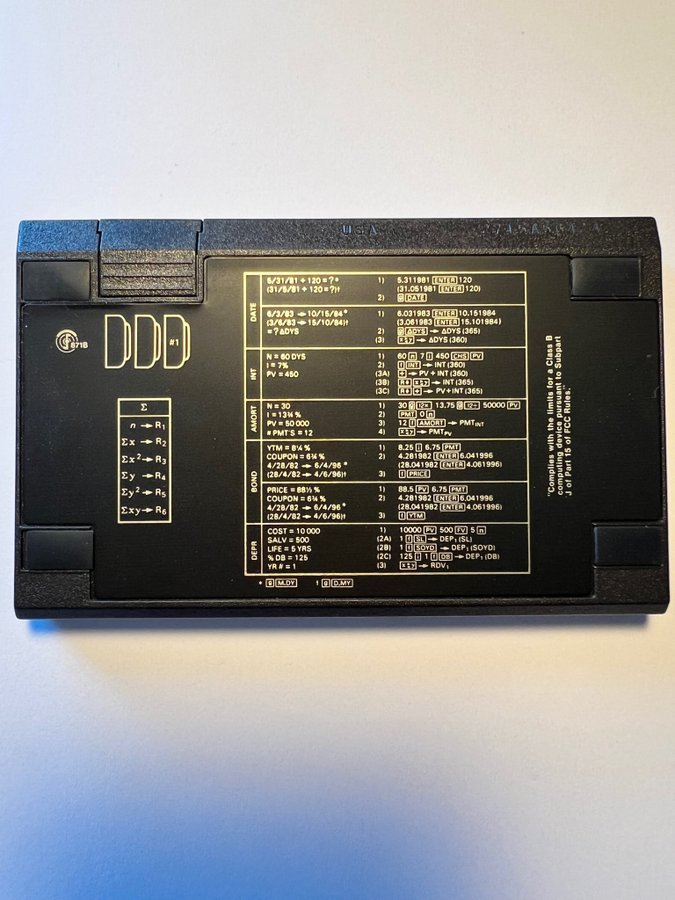 USA
671B
#1
Σ
n → R₁
Σx → R₂
Σx² → R₃
Σy → R₄
Σy² → R₅
Σxy → R₆
DATE
5/31/81 + 120 = ? *
(31/5/81 + 120 = ?)†
1) 5.311981 ENTER 120
(31.051981 ENTER 120)
2) g DATE
6/3/83 → 10/15/84 *
(3/6/83 → 15/10/84)†
= ? ΔDYS
1) 6.031983 ENTER 10.151984
(3.061983 ENTER 15.101984)
2) g ΔDYS → ΔDYS (365)
(3) x≷y → ΔDYS (360)
INT
N = 60 DYS
I = 7%
PV = 450
1) 60 n 7 i 450 CHS PV
2) f INT → INT (360)
(3A) + → PV + INT (360)
(3B) R↓ x≷y → INT (365)
(3C) R↓ + → PV + INT (365)
AMORT
N = 30
I = 13¾ %
PV = 50 000
# PMT'S = 12
1) 30 g 12× 13.75 g 12÷ 50000 PV
2) PMT 0 n
3) 12 f AMORT → PMT INT
4) x≷y → PMT PV
BOND
YTM = 8¼ %
COUPON = 6¾ %
4/28/82 → 6/4/96 *
(28/4/82 → 4/6/96)†
1) 8.25 i 6.75 PMT
2) 4.281982 ENTER 6.041996
(28.041982 ENTER 4.061996)
3) f PRICE
PRICE = 88½ %
COUPON = 6¾ %
4/28/82 → 6/4/96 *
(28/4/82 → 4/6/96)†
1) 88.5 PV 6.75 PMT
2) 4.281982 ENTER 6.041996
(28.041982 ENTER 4.061996)
3) f YTM
DEPR
COST = 10 000
SALV = 500
LIFE = 5 YRS
% DB = 125
YR # = 1
1) 10000 PV 500 FV 5 n
(2A) 1 f SL → DEP₁ (SL)
(2B) 1 f SOYD → DEP₁ (SOYD)
(2C) 125 i 1 f DB → DEP₁ (DB)
(3) x≷y → RDV₁
* g M.DY † g D.MY
"Complies with the limits for a Class B
computing device pursuant to Subpart
J of Part 15 of FCC Rules."